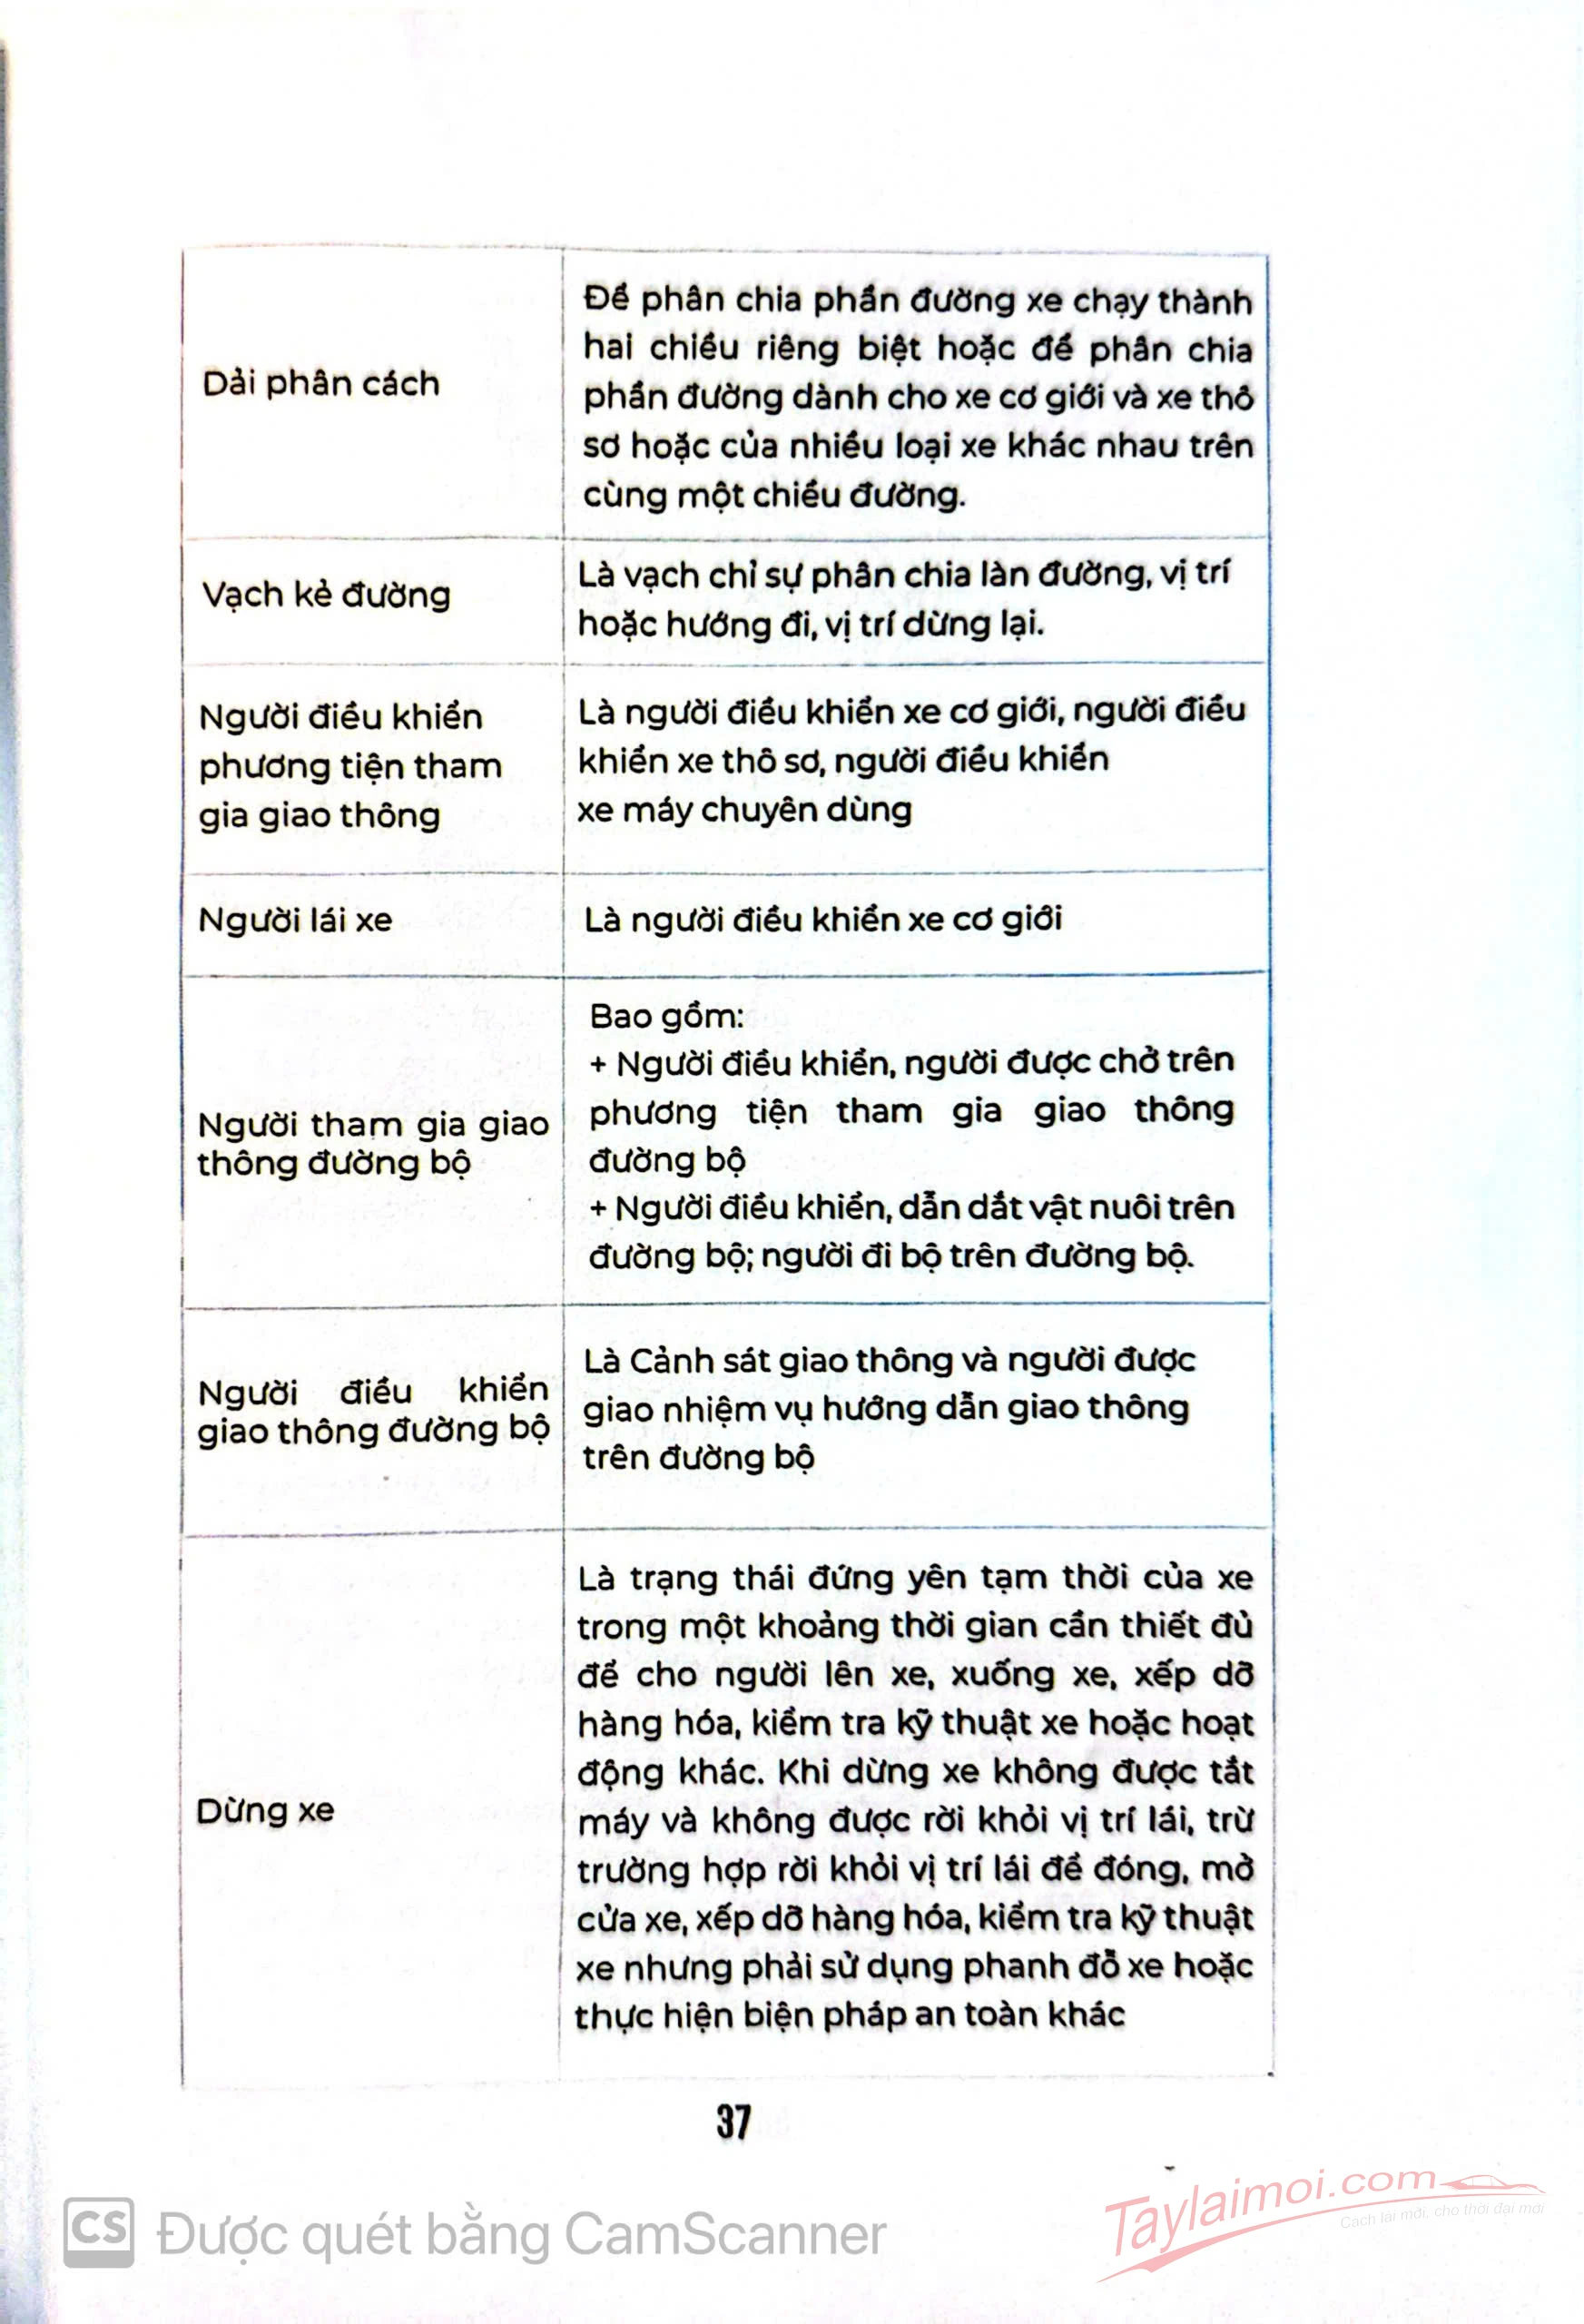 Dải phân cách
Để phân chia phần đường xe chạy thành
hai chiều riêng biệt hoặc để phân chia
phần đường dành cho xe cơ giới và xe thô
sơ hoặc của nhiều loại xe khác nhau trên
cùng một chiều đường.
Vạch kẻ đường
Là vạch chỉ sự phân chia làn đường, vị trí
hoặc hướng đi, vị trí dừng lại.
Người điều khiển
phương tiện tham
gia giao thông
Là người điều khiển xe cơ giới, người điều
khiển xe thô sơ, người điều khiển
xe máy chuyên dùng
Người lái xe
Là người điều khiển xe cơ giới
Người tham gia giao
thông đường bộ
Bao gồm:
+ Người điều khiển, người được chở trên
phương tiện tham gia giao thông
đường bộ
+ Người điều khiển, dẫn dắt vật nuôi trên
đường bộ; người đi bộ trên đường bộ.
Người điều khiển
giao thông đường bộ
Là Cảnh sát giao thông và người được
giao nhiệm vụ hướng dẫn giao thông
trên đường bộ
Dừng xe
Là trạng thái đứng yên tạm thời của xe
trong một khoảng thời gian cần thiết đủ
để cho người lên xe, xuống xe, xếp dỡ
hàng hóa, kiểm tra kỹ thuật xe hoặc hoạt
động khác. Khi dừng xe không được tắt
máy và không được rời khỏi vị trí lái, trừ
trường hợp rời khỏi vị trí lái để đóng, mở
cửa xe, xếp dỡ hàng hóa, kiểm tra kỹ thuật
xe nhưng phải sử dụng phanh đỗ xe hoặc
thực hiện biện pháp an toàn khác
37
CS Được quét bằng CamScanner
Taylaimoi.com
Cách lái mới, cho thời đại mới